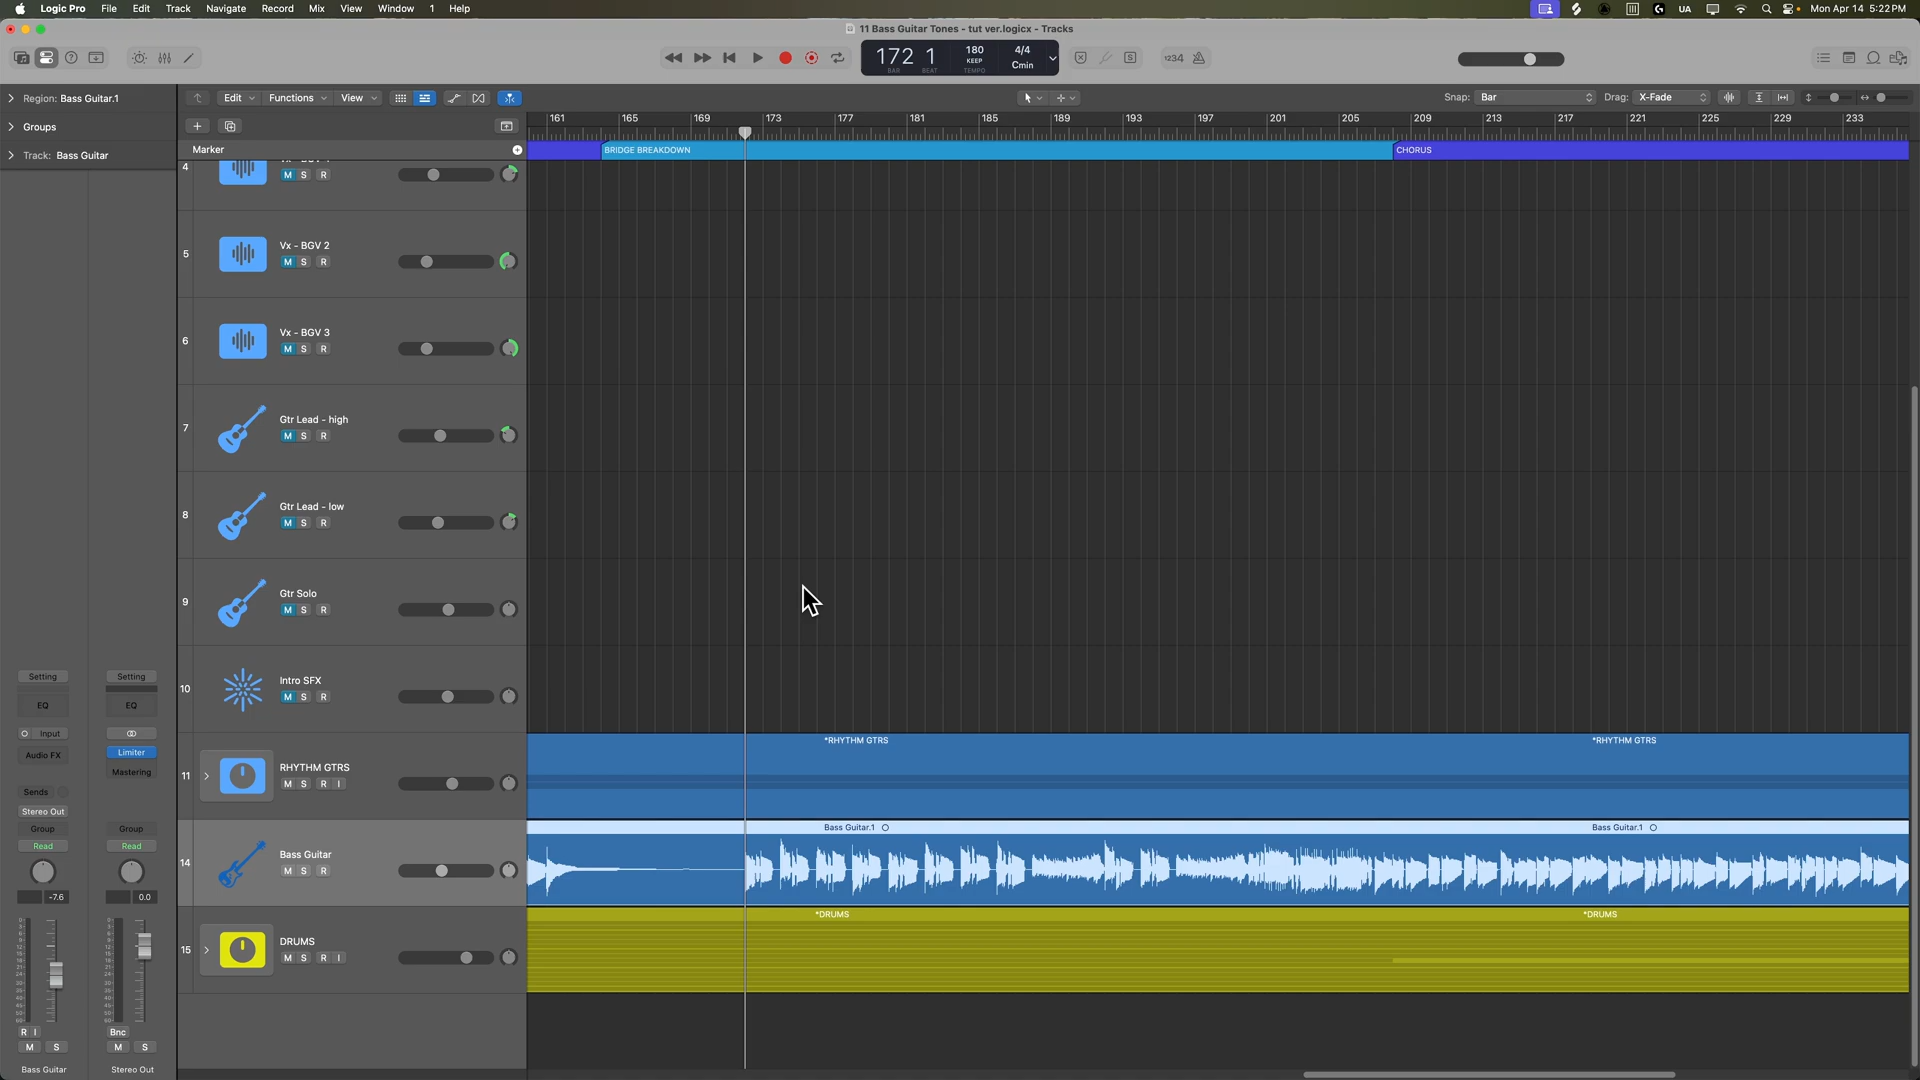 Logic Pro File Edit Track Navigate Record Mix View Window 1 Help
UA Mon Apr 14 5:22 PM
11 Bass Guitar Tones - tut ver.logicx - Tracks
172 1 180 4/4
KEEP Cmin
BAR BEAT TEMPO
1234
Region: Bass Guitar.1
Edit Functions View
Snap: Bar Drag: X-Fade
Groups
161 165 169 173 177 181 185 189 193 197 201 205 209 213 217 221 225 229 233
Track: Bass Guitar
Marker
BRIDGE BREAKDOWN CHORUS
4
M S R
5
Vx - BGV 2
M S R
6
Vx - BGV 3
M S R
7
Gtr Lead - high
M S R
8
Gtr Lead - low
M S R
9
Gtr Solo
M S R
10
Intro SFX
M S R
11
RHYTHM GTRS
M S R I
*RHYTHM GTRS *RHYTHM GTRS
14
Bass Guitar
M S R
Bass Guitar.1 Bass Guitar.1
15
DRUMS
M S R I
*DRUMS *DRUMS
Setting Setting
EQ EQ
Input
Audio FX Limiter
Mastering
Sends
Stereo Out
Group Group
Read Read
-7.6 0.0
R I Bnc
M S M S
Bass Guitar Stereo Out